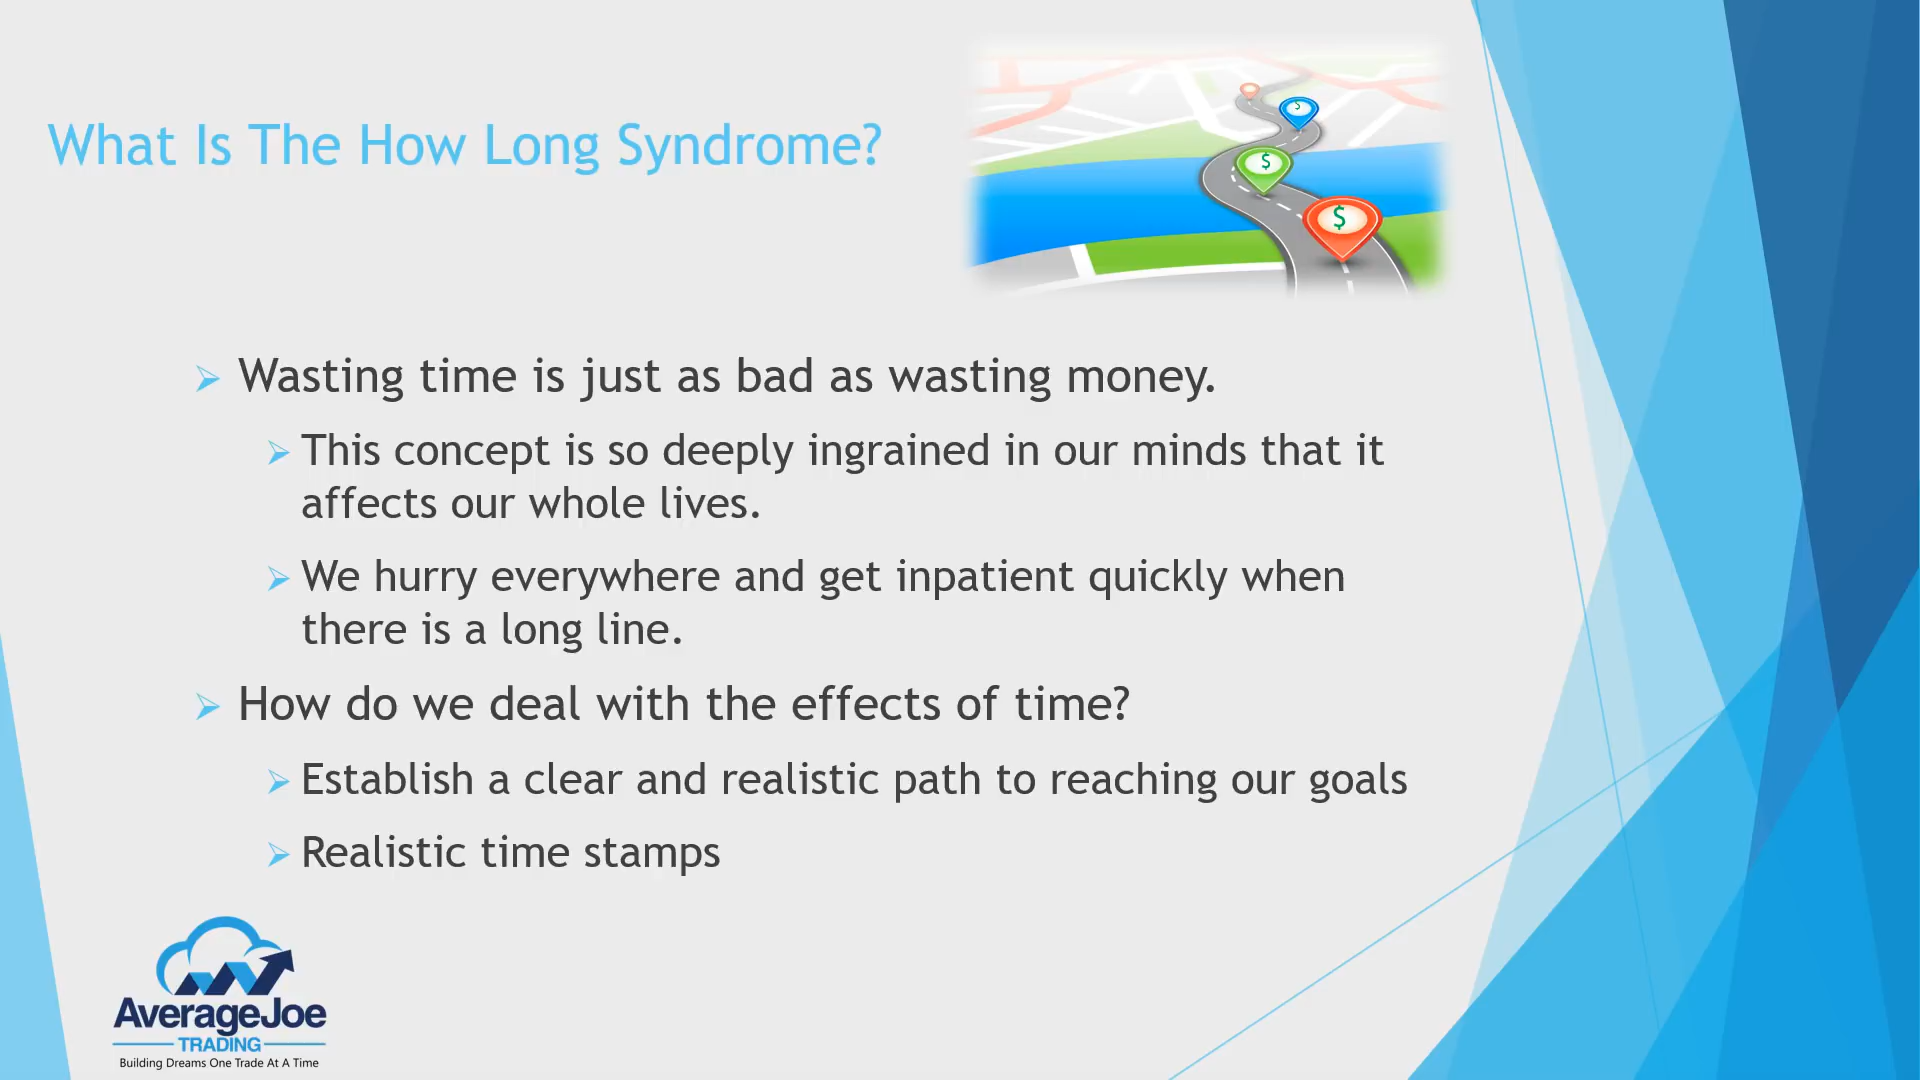 What Is The How Long Syndrome?
$
$
$
Wasting time is just as bad as wasting money.
This concept is so deeply ingrained in our minds that it
affects our whole lives.
We hurry everywhere and get inpatient quickly when
there is a long line.
How do we deal with the effects of time?
Establish a clear and realistic path to reaching our goals
Realistic time stamps
AverageJoe
TRADING
Building Dreams One Trade At A Time